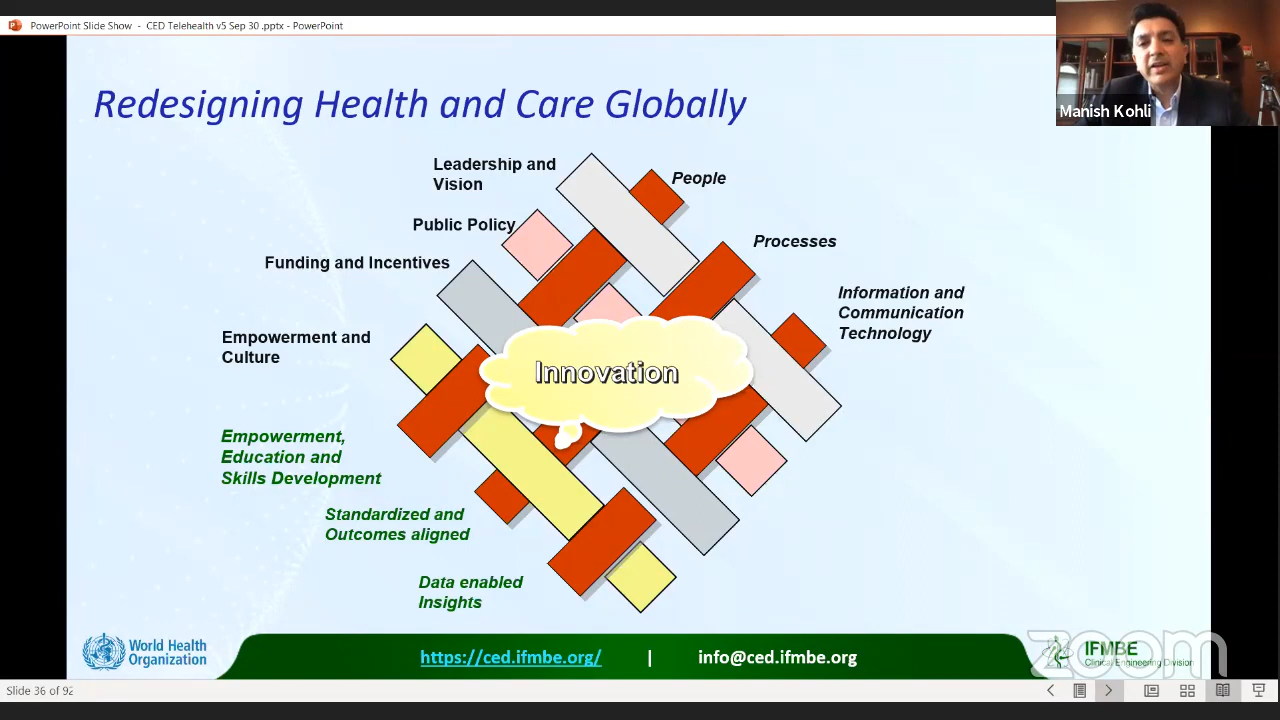 PowerPoint Slide Show - CED Telehealth v5 Sep 30 .pptx - PowerPoint
Manish Kohli
Redesigning Health and Care Globally
Leadership and
Vision
People
Public Policy
Processes
Funding and Incentives
Information and
Communication
Technology
Empowerment and
Culture
Innovation
Empowerment,
Education and
Skills Development
Standardized and
Outcomes aligned
Data enabled
Insights
World Health
Organization
https://ced.ifmbe.org/ | info@ced.ifmbe.org
IFMBE
Clinical Engineering Division
zoom
Slide 36 of 92